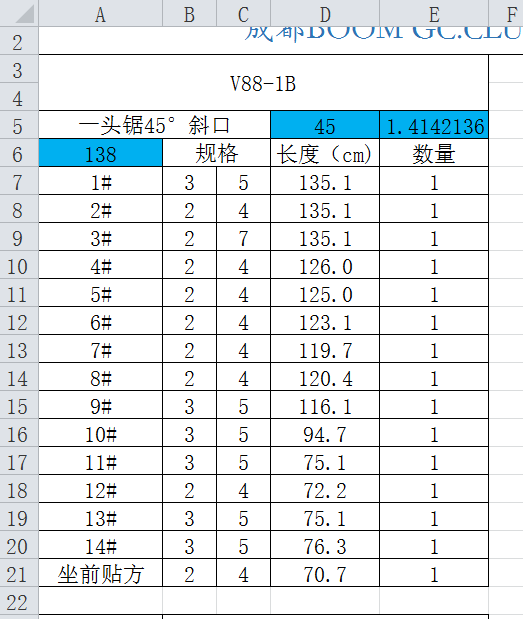 A B C D E F
2 成都BOOM GC.CLU
3
V88-1B
4
5 一头锯45°斜口 45 1.4142136
6 138 规格 长度（cm） 数量
7 1# 3 5 135.1 1
8 2# 2 4 135.1 1
9 3# 2 7 135.1 1
10 4# 2 4 126.0 1
11 5# 2 4 125.0 1
12 6# 2 4 123.1 1
13 7# 2 4 119.7 1
14 8# 2 4 120.4 1
15 9# 3 5 116.1 1
16 10# 3 5 94.7 1
17 11# 3 5 75.1 1
18 12# 2 4 72.2 1
19 13# 3 5 75.1 1
20 14# 3 5 76.3 1
21 坐前贴方 2 4 70.7 1
22